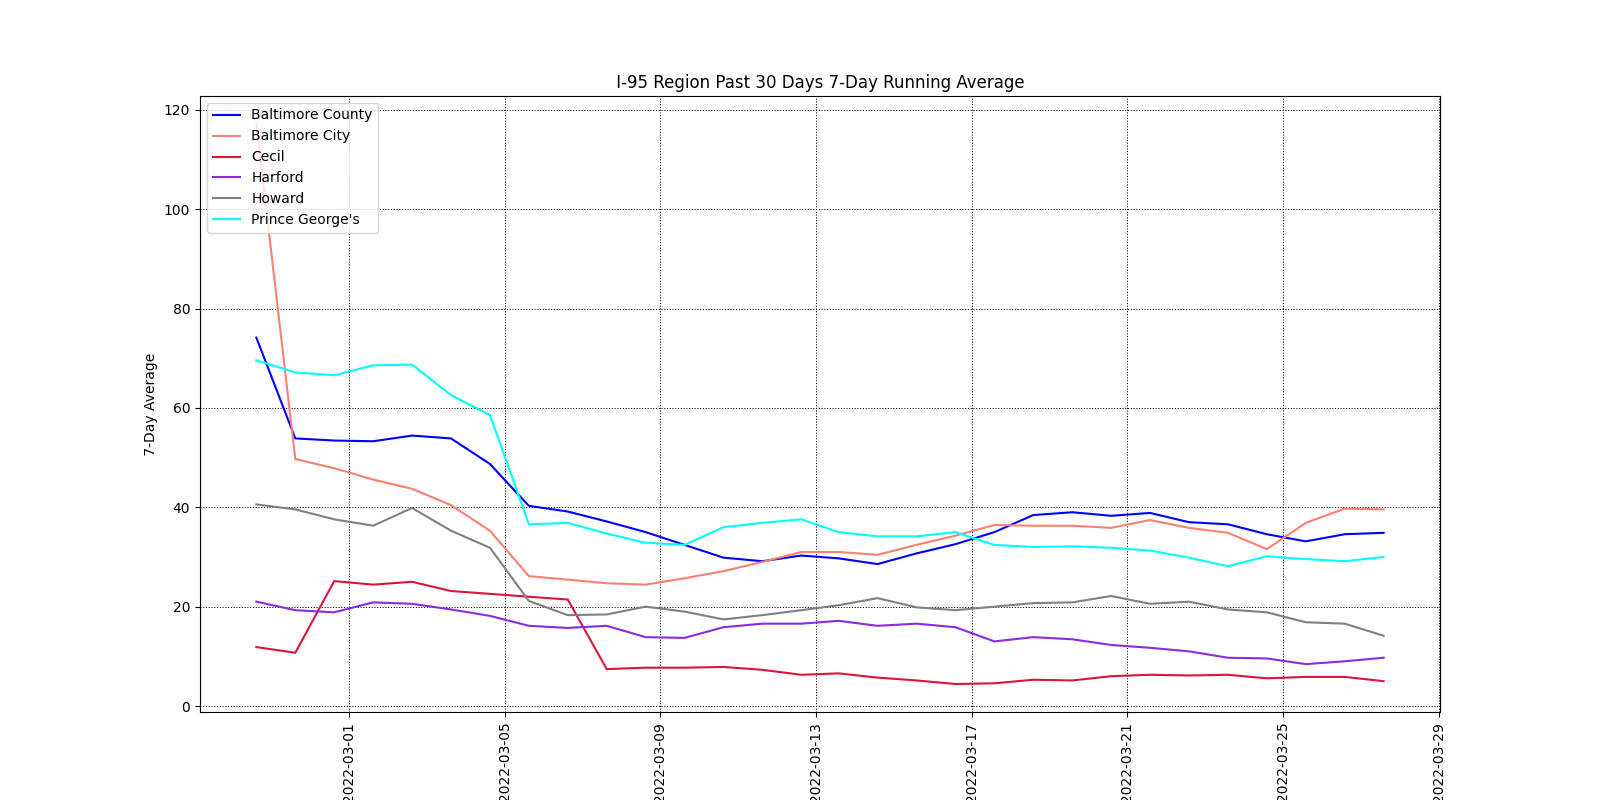 I-95 Region Past 30 Days 7-Day Running Average
120
100
80
60
40
20
0
7-Day Average
Baltimore County
Baltimore City
Cecil
Harford
Howard
Prince George's
2022-03-01
2022-03-05
2022-03-09
2022-03-13
2022-03-17
2022-03-21
2022-03-25
2022-03-29